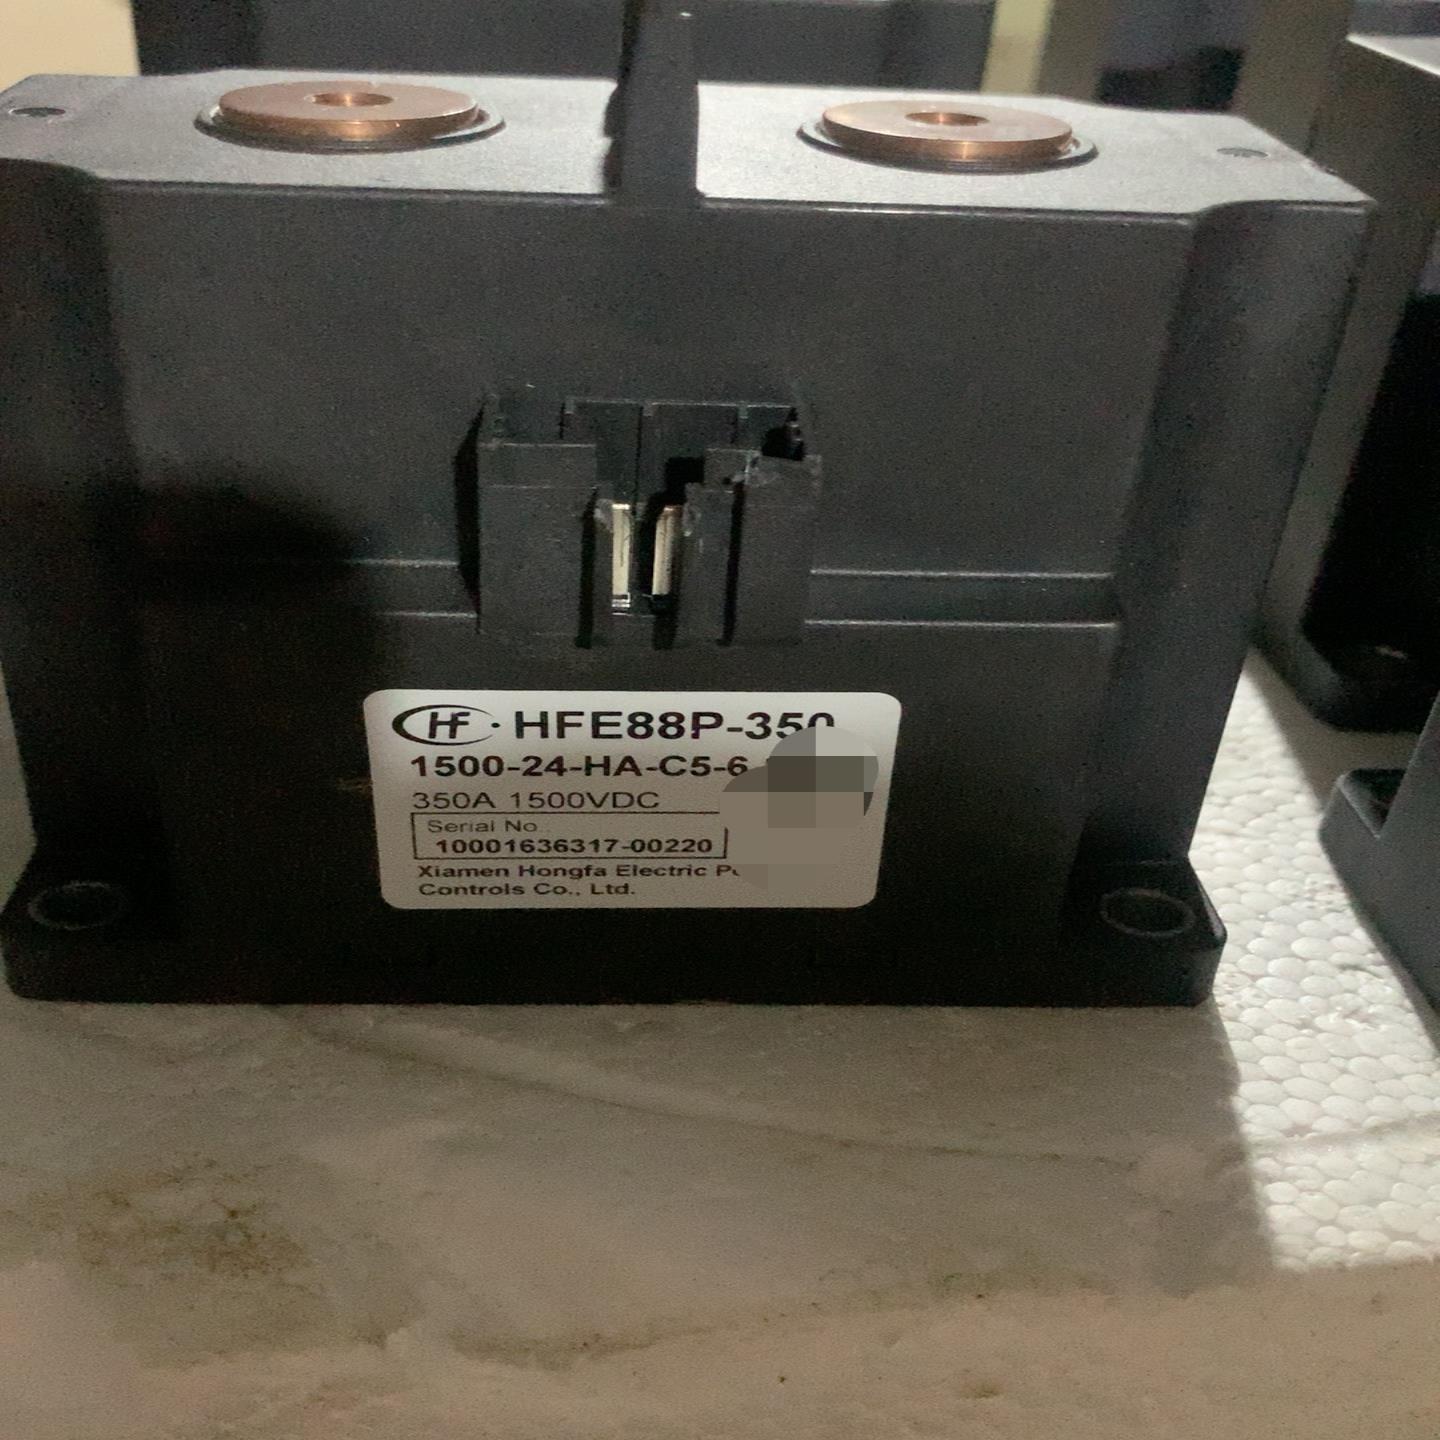 HF · HFE88P-350
1500-24-HA-C5-6
350A 1500VDC
Serial No.:
10001636317-00220
Xiamen Hongfa Electric
Controls Co., Ltd.